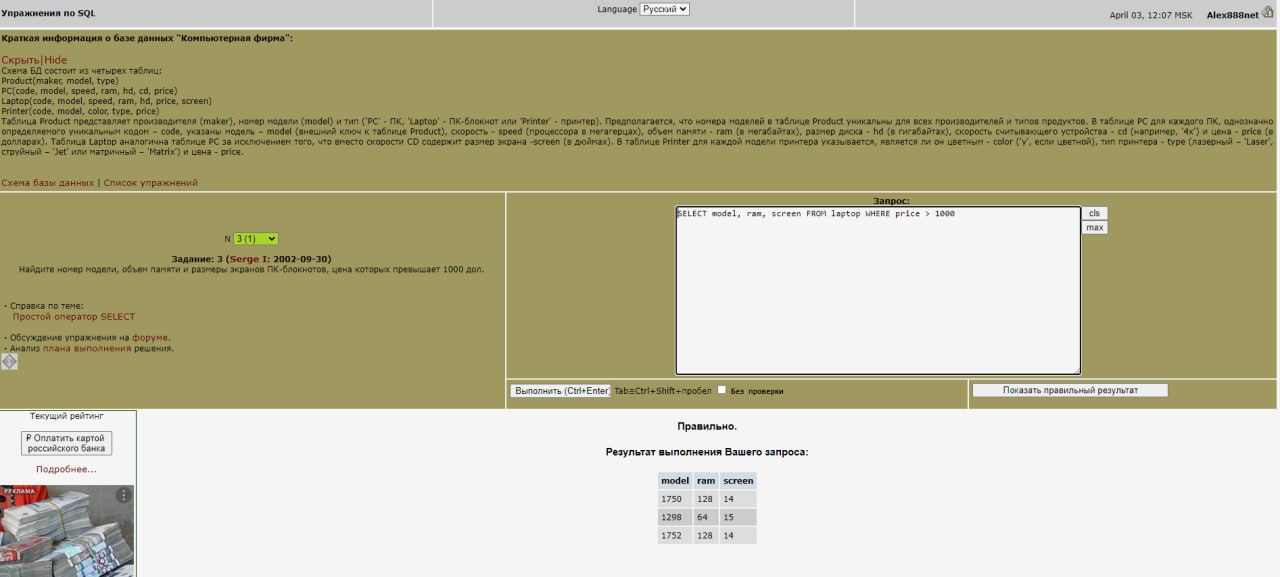 Упражнения по SQL
Language Русский
April 03, 12:07 MSK Alex888net
Краткая информация о базе данных "Компьютерная фирма":
Скрыть|Hide
Схема БД состоит из четырех таблиц:
Product(maker, model, type)
PC(code, model, speed, ram, hd, cd, price)
Laptop(code, model, speed, ram, hd, price, screen)
Printer(code, model, color, type, price)
Таблица Product представляет производителя (maker), номер модели (model) и тип ('PC' - ПК, 'Laptop' - ПК-блокнот или 'Printer' - принтер). Предполагается, что номера моделей в таблице Product уникальны для всех производителей и типов продуктов. В таблице PC для каждого ПК, однозначно
определяемого уникальным кодом – code, указаны модель – model (внешний ключ к таблице Product), скорость - speed (процессора в мегагерцах), объем памяти - ram (в мегабайтах), размер диска - hd (в гигабайтах), скорость считывающего устройства - cd (например, '4x') и цена - price (в
долларах). Таблица Laptop аналогична таблице PC за исключением того, что вместо скорости CD содержит размер экрана -screen (в дюймах). В таблице Printer для каждой модели принтера указывается, является ли он цветным - color ('y', если цветной), тип принтера - type (лазерный – 'Laser',
струйный – 'Jet' или матричный – 'Matrix') и цена - price.
Схема базы данных | Список упражнений
N 3 (1)
Задание: 3 (Serge I: 2002-09-30)
Найдите номер модели, объем памяти и размеры экранов ПК-блокнотов, цена которых превышает 1000 дол.
· Справка по теме:
Простой оператор SELECT
· Обсуждение упражнения на форуме.
· Анализ плана выполнения решения.
Запрос:
SELECT model, ram, screen FROM laptop WHERE price > 1000
cls
max
Выполнить (Ctrl+Enter) Tab≡Ctrl+Shift+пробел Без проверки
Показать правильный результат
Текущий рейтинг
₽ Оплатить картой
российского банка
Подробнее...
РЕКЛАМА
Правильно.
Результат выполнения Вашего запроса:
model ram screen
1750 128 14
1298 64 15
1752 128 14